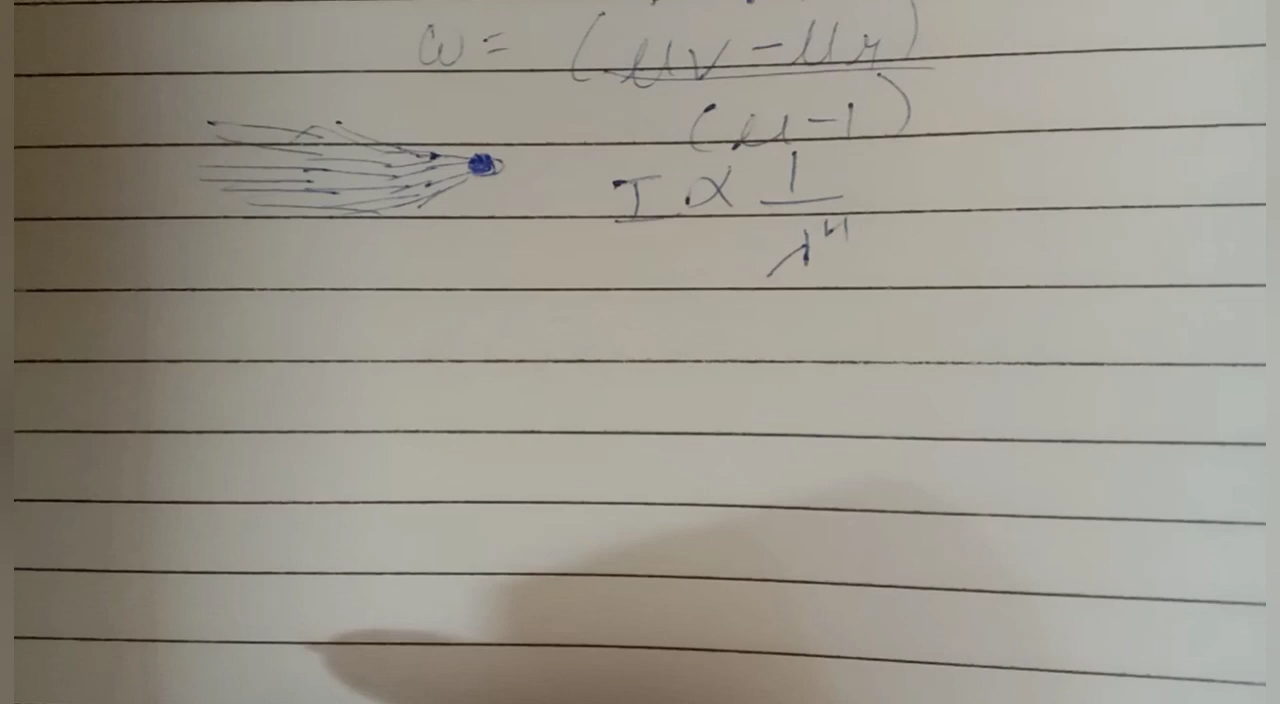 ω = (μv - μr)
(μ-1)
I ∝ 1
λ⁴